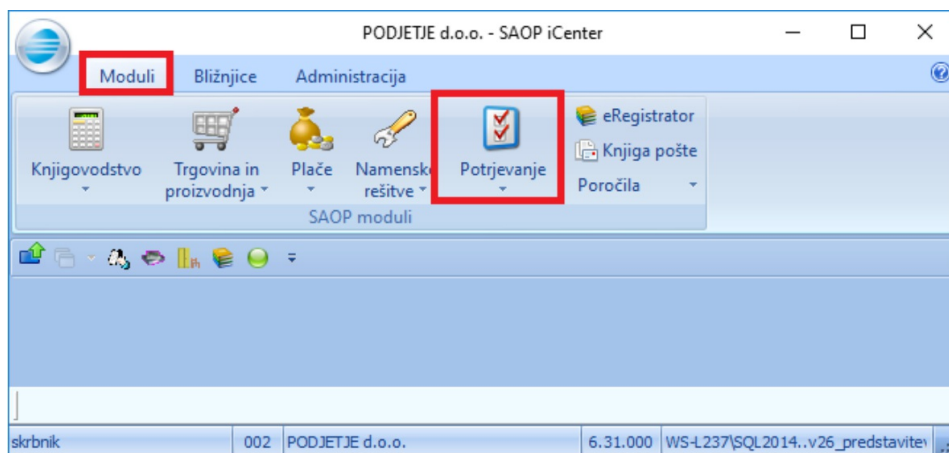 PODJETJE d.o.o. - SAOP iCenter
Moduli Bližnjice Administracija
Knjigovodstvo
Trgovina in
proizvodnja
Plače
Namenske
rešitve
Potrjevanje
eRegistrator
Knjiga pošte
Poročila
SAOP moduli
skrbnik 002 PODJETJE d.o.o. 6.31.000 WS-L237\SQL2014..v26_predstavitev